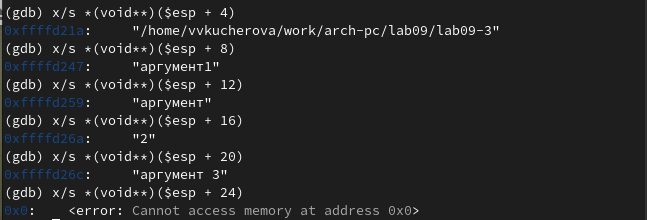 (gdb) x/s *(void**)($esp + 4)
0xffffd21a:     "/home/vvkucherova/work/arch-pc/lab09/lab09-3"
(gdb) x/s *(void**)($esp + 8)
0xffffd247:     "аргумент1"
(gdb) x/s *(void**)($esp + 12)
0xffffd259:     "аргумент"
(gdb) x/s *(void**)($esp + 16)
0xffffd26a:     "2"
(gdb) x/s *(void**)($esp + 20)
0xffffd26c:     "аргумент 3"
(gdb) x/s *(void**)($esp + 24)
0x0:    <error: Cannot access memory at address 0x0>